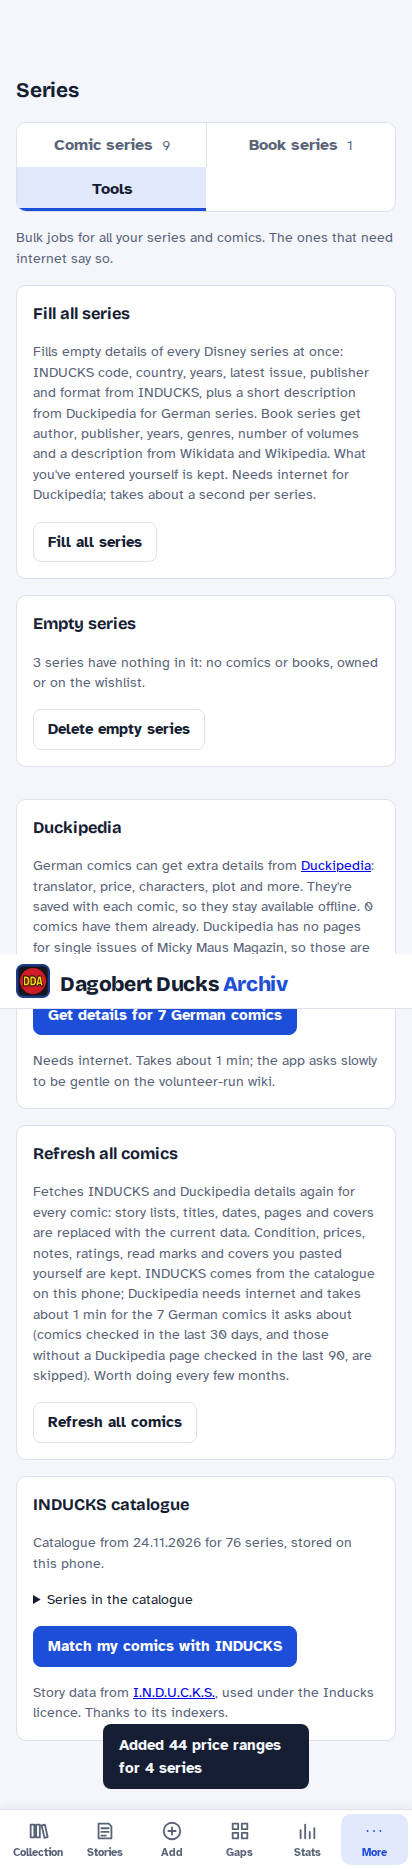 Series
Comic series 9
Book series 1
Tools
Bulk jobs for all your series and comics. The ones that need
internet say so.
Fill all series
Fills empty details of every Disney series at once:
INDUCKS code, country, years, latest issue, publisher
and format from INDUCKS, plus a short description
from Duckipedia for German series. Book series get
author, publisher, years, genres, number of volumes
and a description from Wikidata and Wikipedia. What
you've entered yourself is kept. Needs internet for
Duckipedia; takes about a second per series.
Fill all series
Empty series
3 series have nothing in it: no comics or books, owned
or on the wishlist.
Delete empty series
Duckipedia
German comics can get extra details from Duckipedia:
translator, price, characters, plot and more. They're
saved with each comic, so they stay available offline. 0
comics have them already. Duckipedia has no pages
for single issues of Micky Maus Magazin, so those are
DDA
Dagobert Ducks Archiv
Get details for 7 German comics
Needs internet. Takes about 1 min; the app asks slowly
to be gentle on the volunteer-run wiki.
Refresh all comics
Fetches INDUCKS and Duckipedia details again for
every comic: story lists, titles, dates, pages and covers
are replaced with the current data. Condition, prices,
notes, ratings, read marks and covers you pasted
yourself are kept. INDUCKS comes from the catalogue
on this phone; Duckipedia needs internet and takes
about 1 min for the 7 German comics it asks about
(comics checked in the last 30 days, and those
without a Duckipedia page checked in the last 90, are
skipped). Worth doing every few months.
Refresh all comics
INDUCKS catalogue
Catalogue from 24.11.2026 for 76 series, stored on
this phone.
Series in the catalogue
Match my comics with INDUCKS
Story data from I.N.D.U.C.K.S., used under the Inducks
licence. Thanks to its indexers.
Added 44 price ranges
for 4 series
Collection
Stories
Add
Gaps
Stats
More